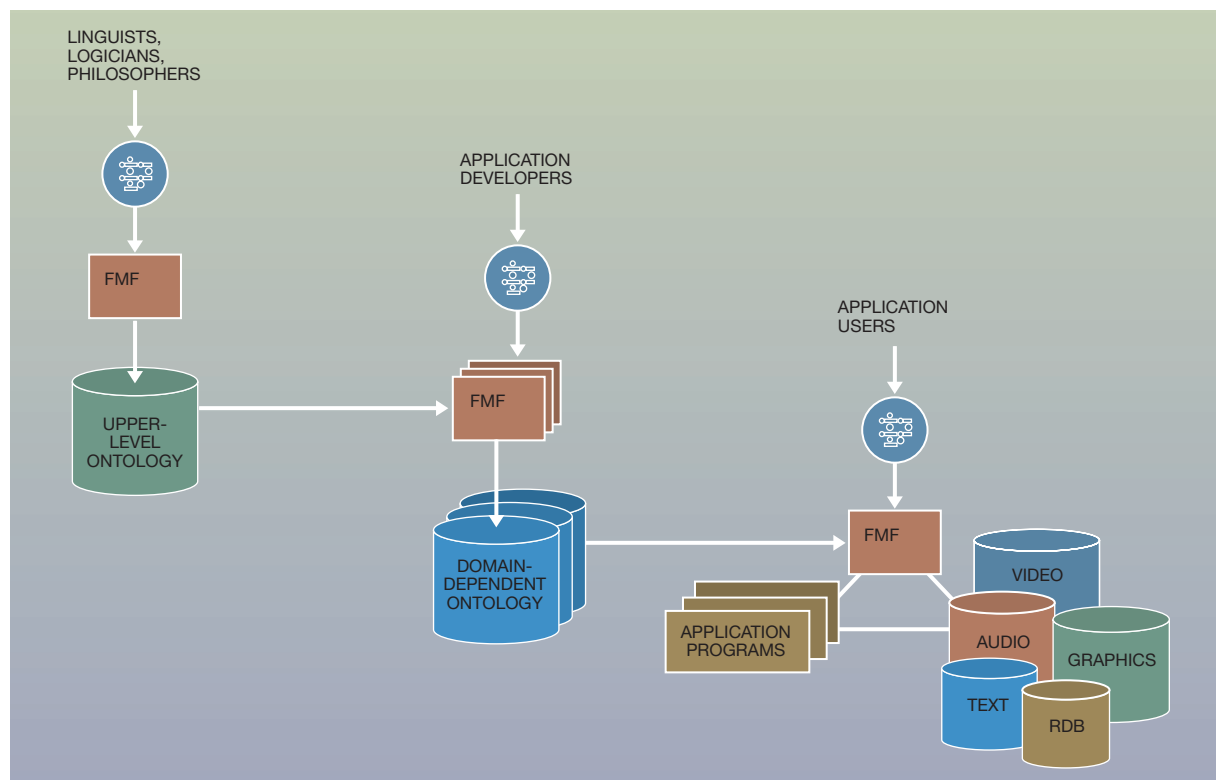 LINGUISTS,
LOGICIANS,
PHILOSOPHERS
FMF
UPPER-
LEVEL
ONTOLOGY
APPLICATION
DEVELOPERS
FMF
DOMAIN-
DEPENDENT
ONTOLOGY
APPLICATION
USERS
FMF
APPLICATION
PROGRAMS
VIDEO
AUDIO
GRAPHICS
TEXT
RDB